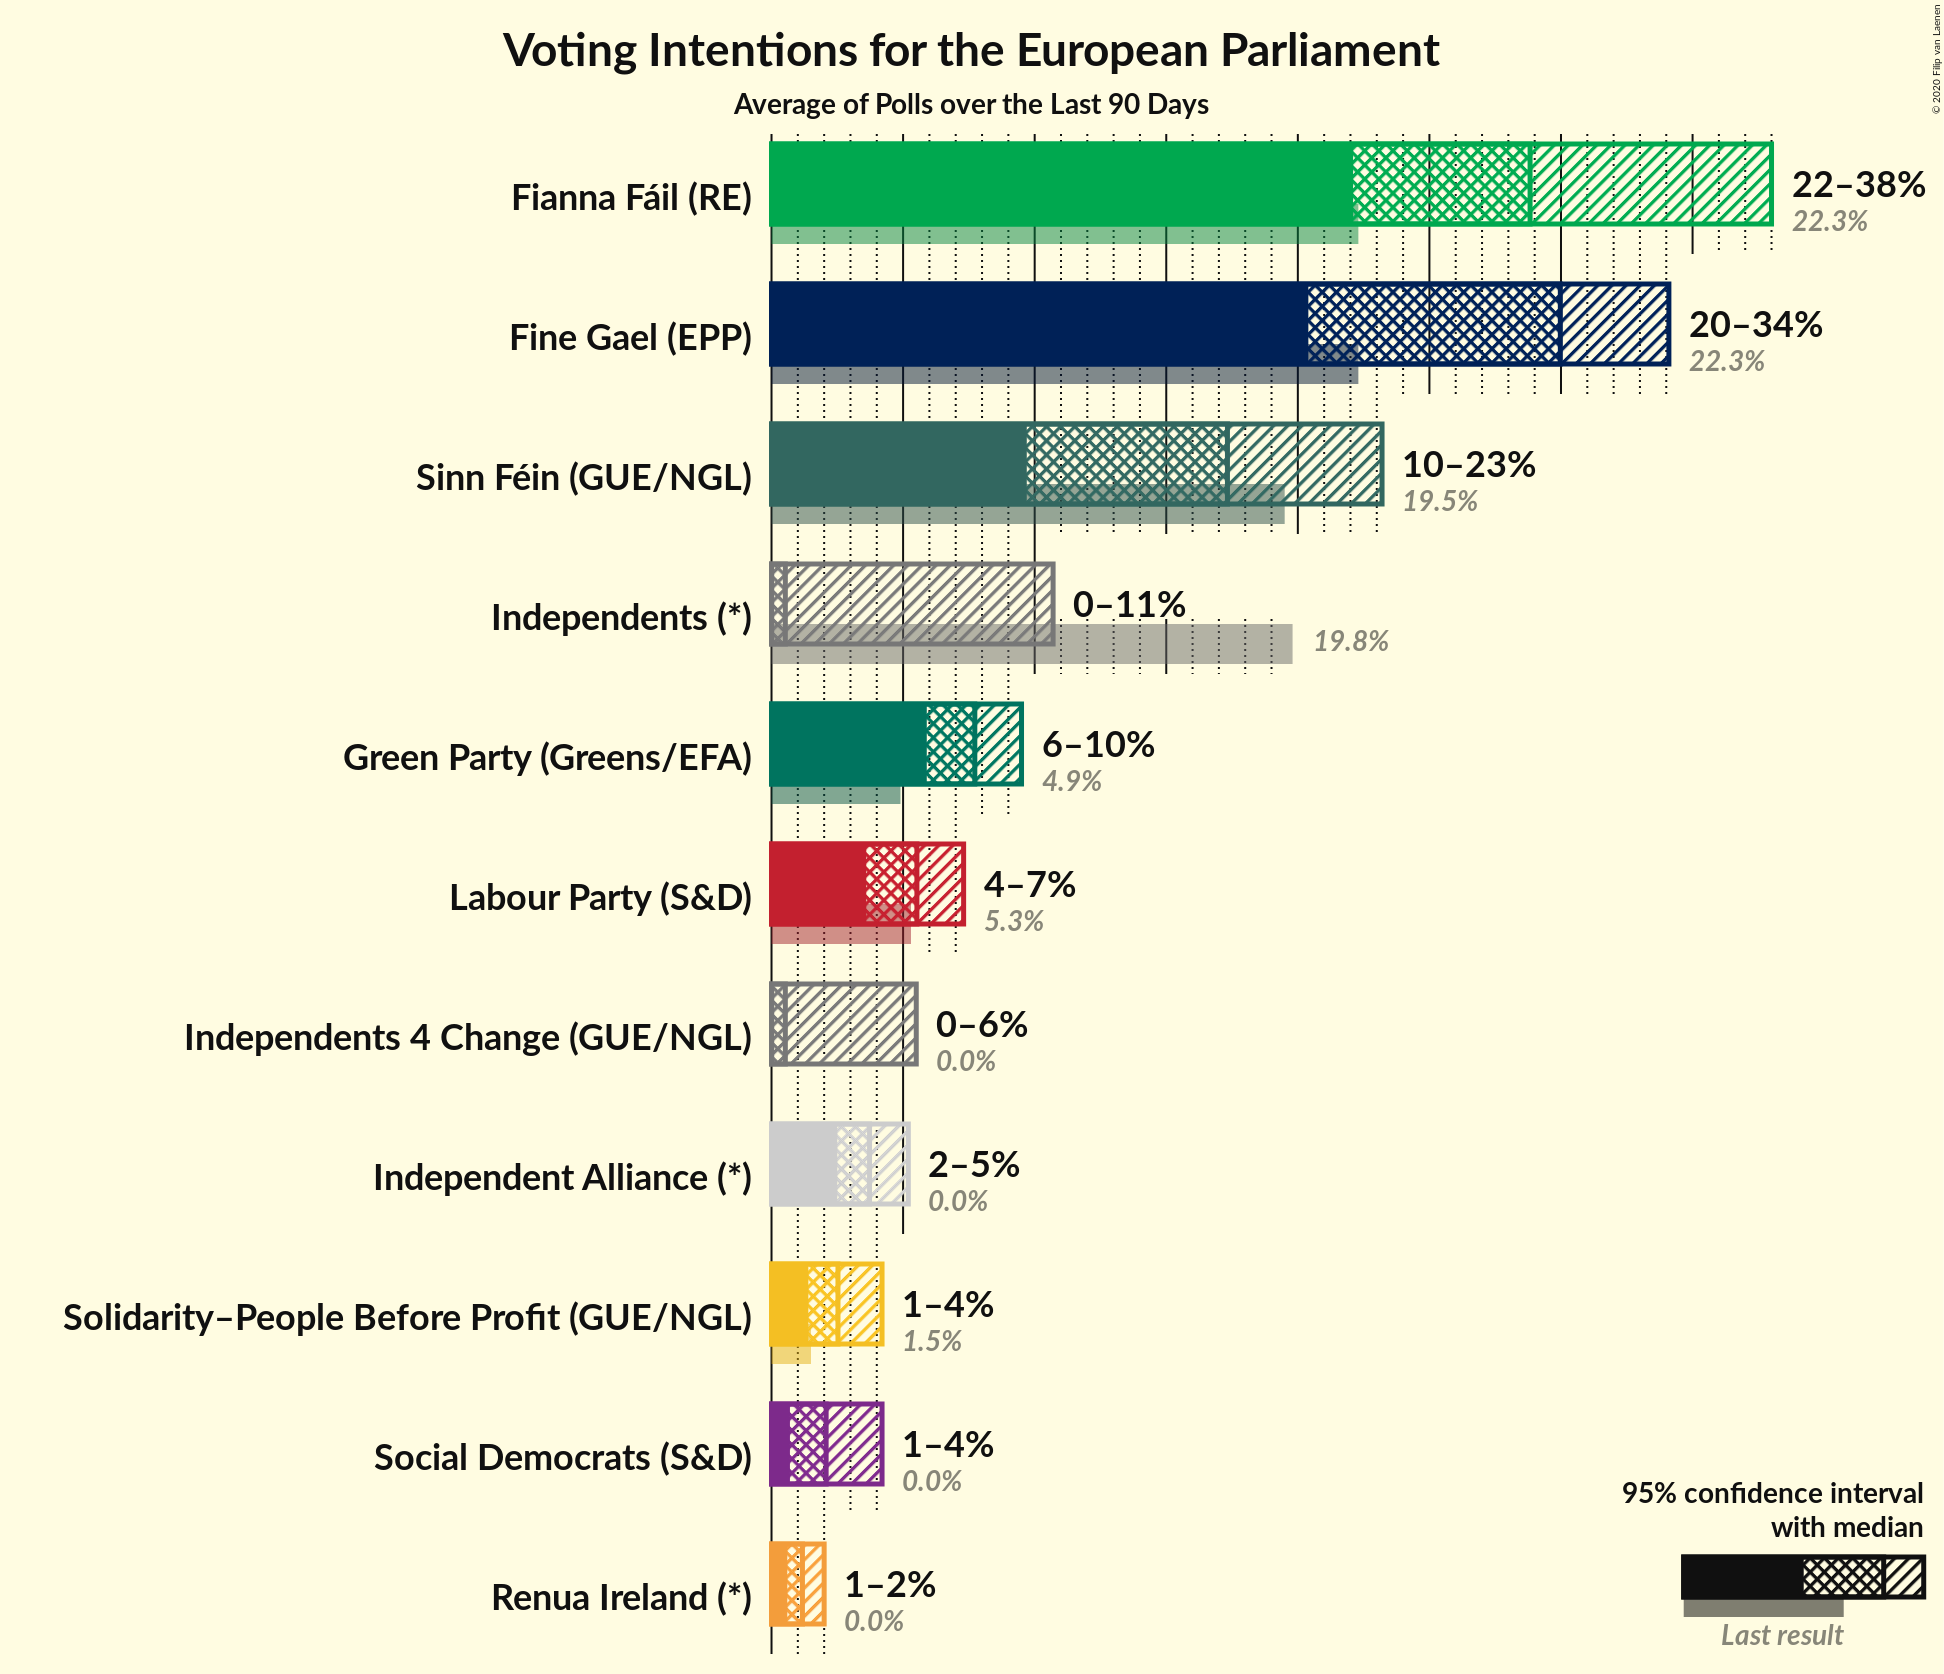 © 2020 Filip van Laenen
Voting Intentions for the European Parliament
Average of Polls over the Last 90 Days
Fianna Fáil (RE)
22–38%
22.3%
Fine Gael (EPP)
20–34%
22.3%
Sinn Féin (GUE/NGL)
10–23%
19.5%
Independents (*)
0–11%
19.8%
Green Party (Greens/EFA)
6–10%
4.9%
Labour Party (S&D)
4–7%
5.3%
Independents 4 Change (GUE/NGL)
0–6%
0.0%
Independent Alliance (*)
2–5%
0.0%
Solidarity–People Before Profit (GUE/NGL)
1–4%
1.5%
Social Democrats (S&D)
1–4%
0.0%
Renua Ireland (*)
1–2%
0.0%
95% confidence interval
with median
Last result